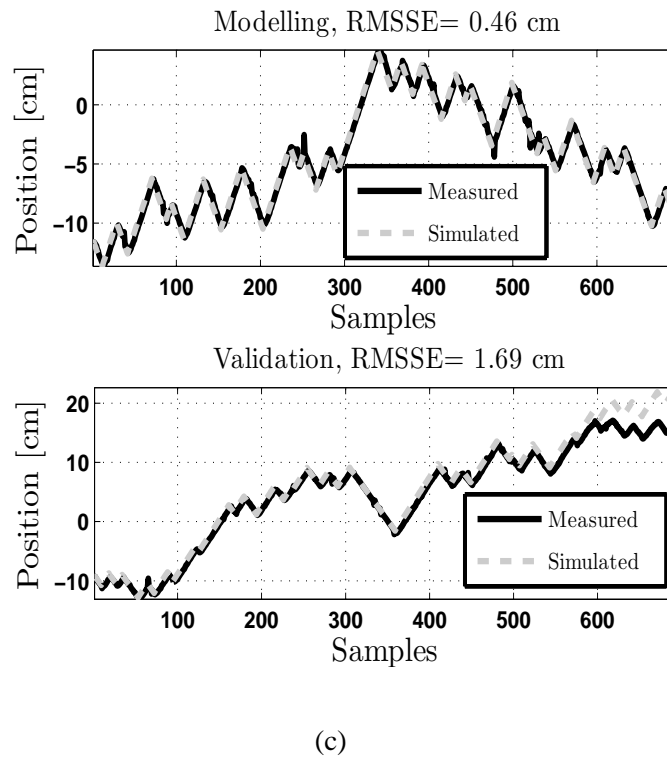 Modelling, RMSSE= 0.46 cm
Position [cm]
0
−5
−10
Measured
Simulated
100 200 300 400 500 600
Samples
Validation, RMSSE= 1.69 cm
Position [cm]
20
10
0
−10
Measured
Simulated
100 200 300 400 500 600
Samples
(c)